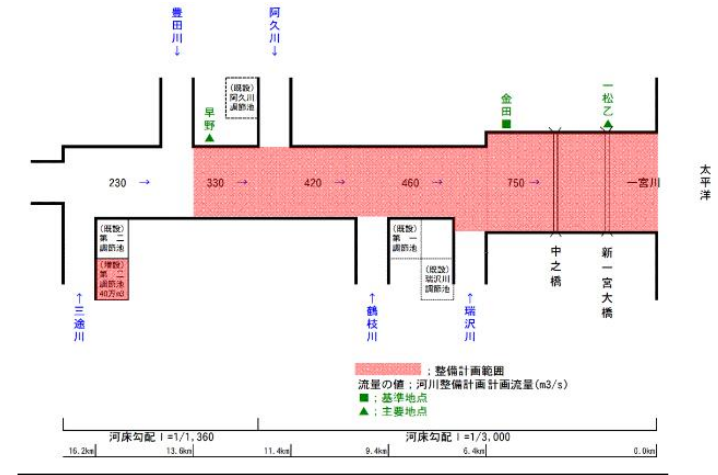 豊田川↓
阿久川↓
(既設)
阿久川
調節池
早野▲
金田■
一松乙▲
太平洋
230 →
330 →
420 →
460 →
750→
一宮川
(既設)
第二
調節池
(増設)
第二
調節池
40万m3
(既設)
第一
調節池
(既設)
瑞沢川
調節池
中之橋
新一宮大橋
↑三途川
↑鶴枝川
↑瑞沢川
;整備計画範囲
流量の値;河川整備計画計画流量(m3/s)
■;基準地点
▲;主要地点
河床勾配 I=1/1,360
河床勾配 I=1/3,000
16.2km
13.6km
11.4km
9.4km
6.4km
0.0km